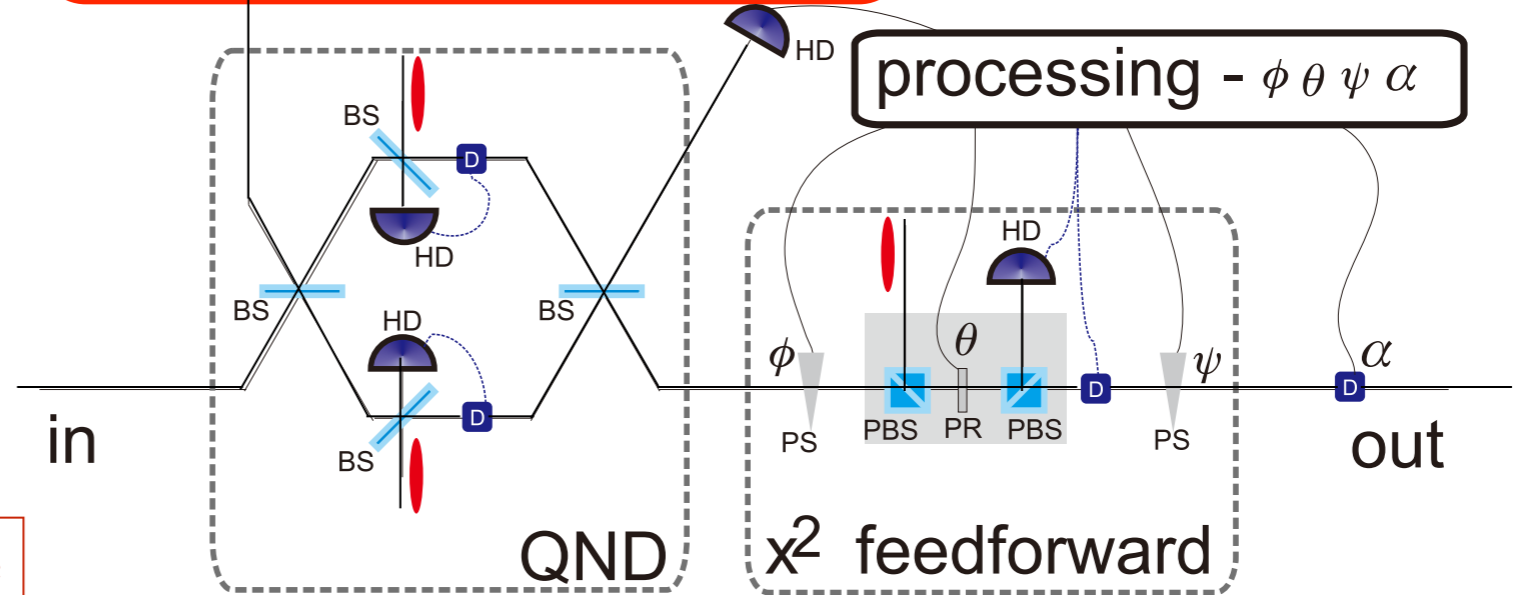 HD
processing - ϕ θ ψ α
BS
D
HD
HD
BS
BS
HD
ϕ
θ
ψ
α
D
D
D
PS
PBS
PR
PBS
PS
BS
in
out
QND
x² feedforward